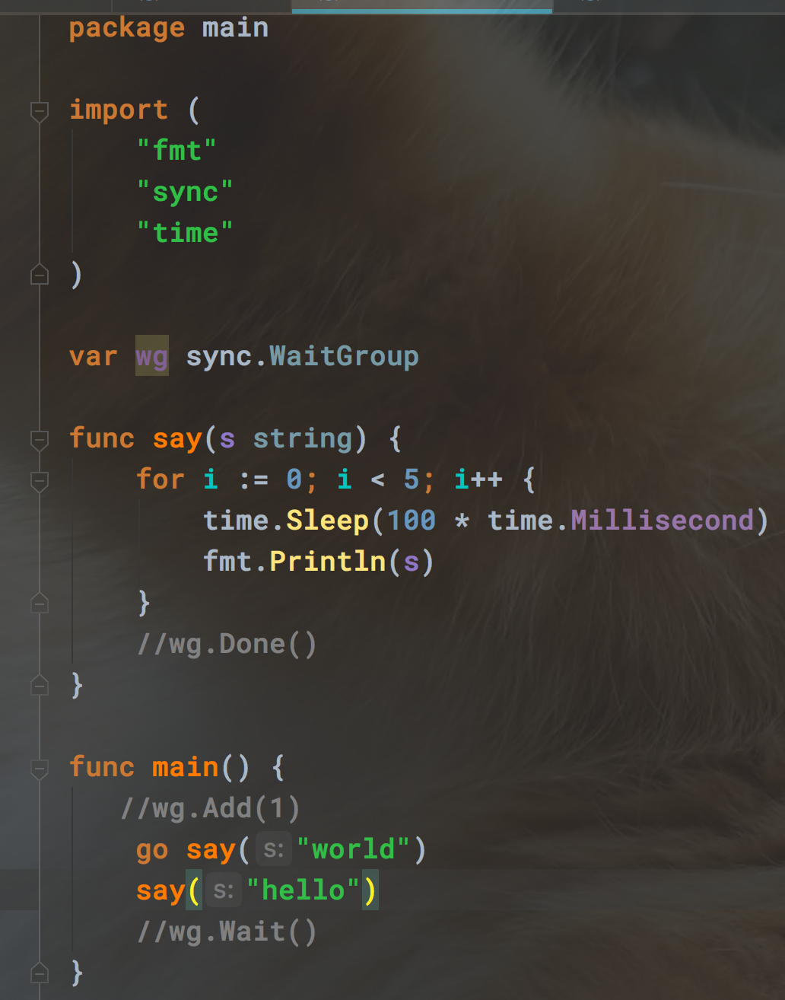 package main
import (
"fmt"
"sync"
"time"
)
var wg sync.WaitGroup
func say(s string) {
for i := 0; i < 5; i++ {
time.Sleep(100 * time.Millisecond)
fmt.Println(s)
}
//wg.Done()
}
func main() {
//wg.Add(1)
go say( s: "world")
say( s: "hello")
//wg.Wait()
}